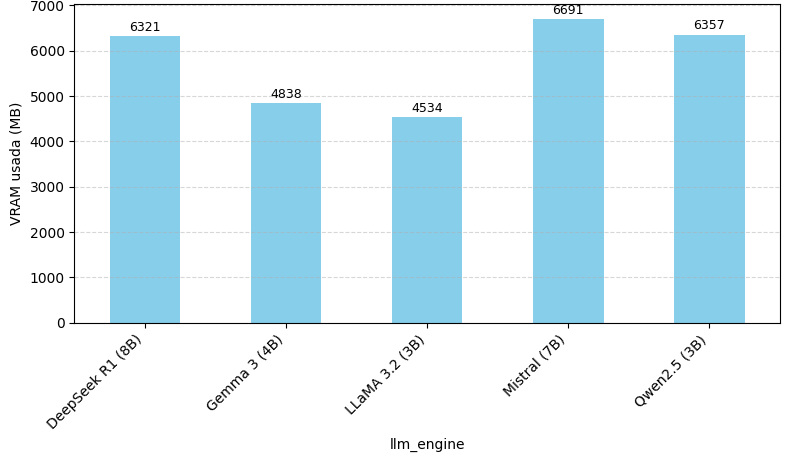 VRAM usada (MB)
7000
6000
5000
4000
3000
2000
1000
0
6321
4838
4534
6691
6357
DeepSeek R1 (8B)
Gemma 3 (4B)
LLaMA 3.2 (3B)
Mistral (7B)
Qwen2.5 (3B)
llm_engine